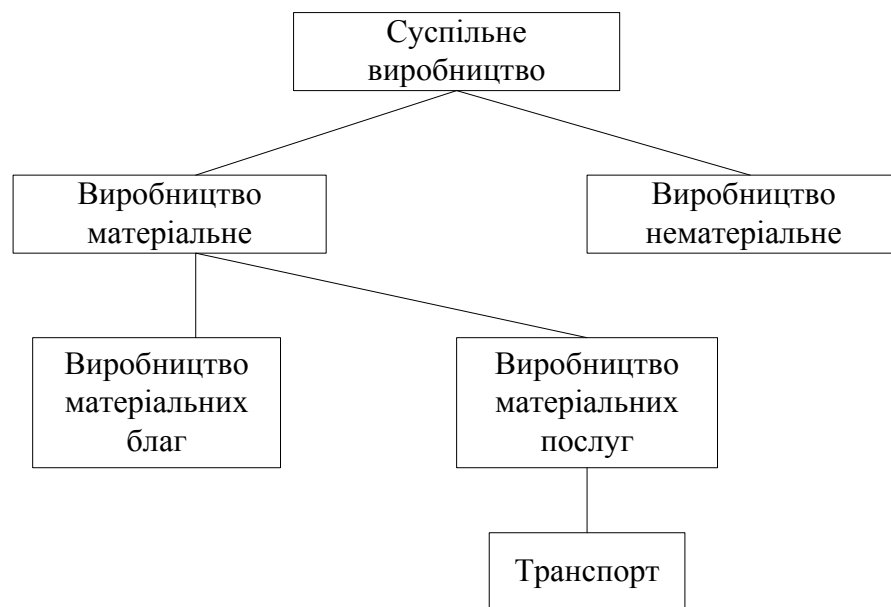 Суспільне
виробництво
Виробництво
матеріальне
Виробництво
нематеріальне
Виробництво
матеріальних
благ
Виробництво
матеріальних
послуг
Транспорт